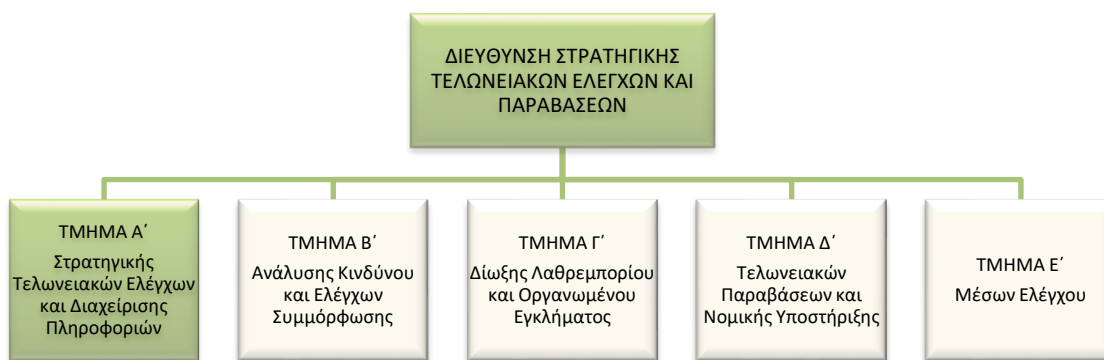 ΔΙΕΥΘΥΝΣΗ ΣΤΡΑΤΗΓΙΚΗΣ
ΤΕΛΩΝΕΙΑΚΩΝ ΕΛΕΓΧΩΝ ΚΑΙ
ΠΑΡΑΒΑΣΕΩΝ
ΤΜΗΜΑ Α΄
Στρατηγικής
Τελωνειακών Ελέγχων
και Διαχείρισης
Πληροφοριών
ΤΜΗΜΑ Β΄
Ανάλυσης Κινδύνου
και Ελέγχων
Συμμόρφωσης
ΤΜΗΜΑ Γ΄
Δίωξης Λαθρεμπορίου
και Οργανωμένου
Εγκλήματος
ΤΜΗΜΑ Δ΄
Τελωνειακών
Παραβάσεων και
Νομικής Υποστήριξης
ΤΜΗΜΑ Ε΄
Μέσων Ελέγχου